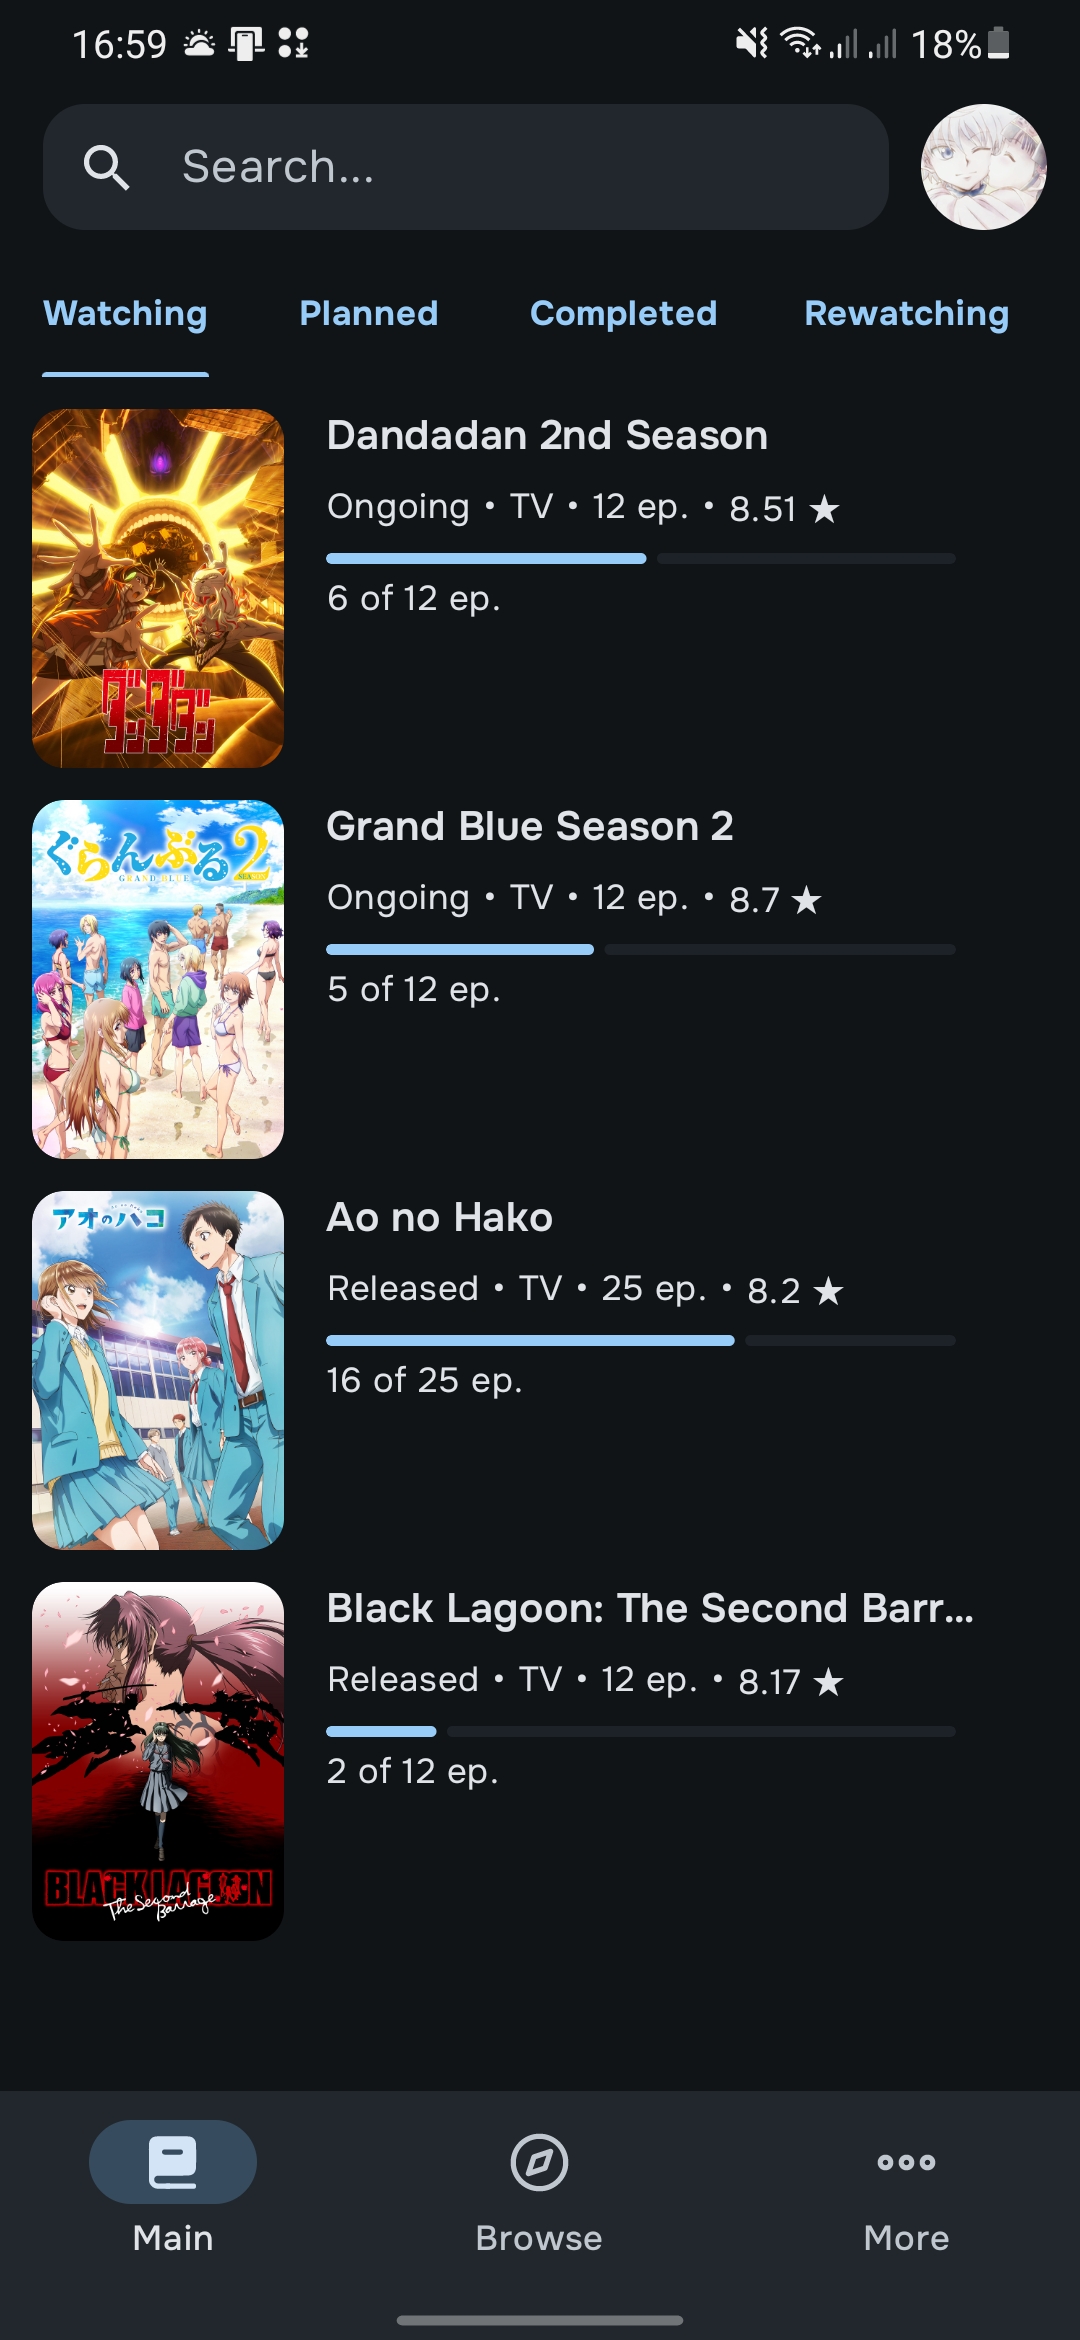 16:59
18%
Search...
Watching Planned Completed Rewatching
ダンダダン
Dandadan 2nd Season
Ongoing • TV • 12 ep. • 8.51 ★
6 of 12 ep.
ぐらんぶる2
GRAND BLUE SEASON
Grand Blue Season 2
Ongoing • TV • 12 ep. • 8.7 ★
5 of 12 ep.
アオのハコ
Ao no Hako
Released • TV • 25 ep. • 8.2 ★
16 of 25 ep.
BLACK LAGOON
The Second
Barrage
Black Lagoon: The Second Barr...
Released • TV • 12 ep. • 8.17 ★
2 of 12 ep.
Main Browse More